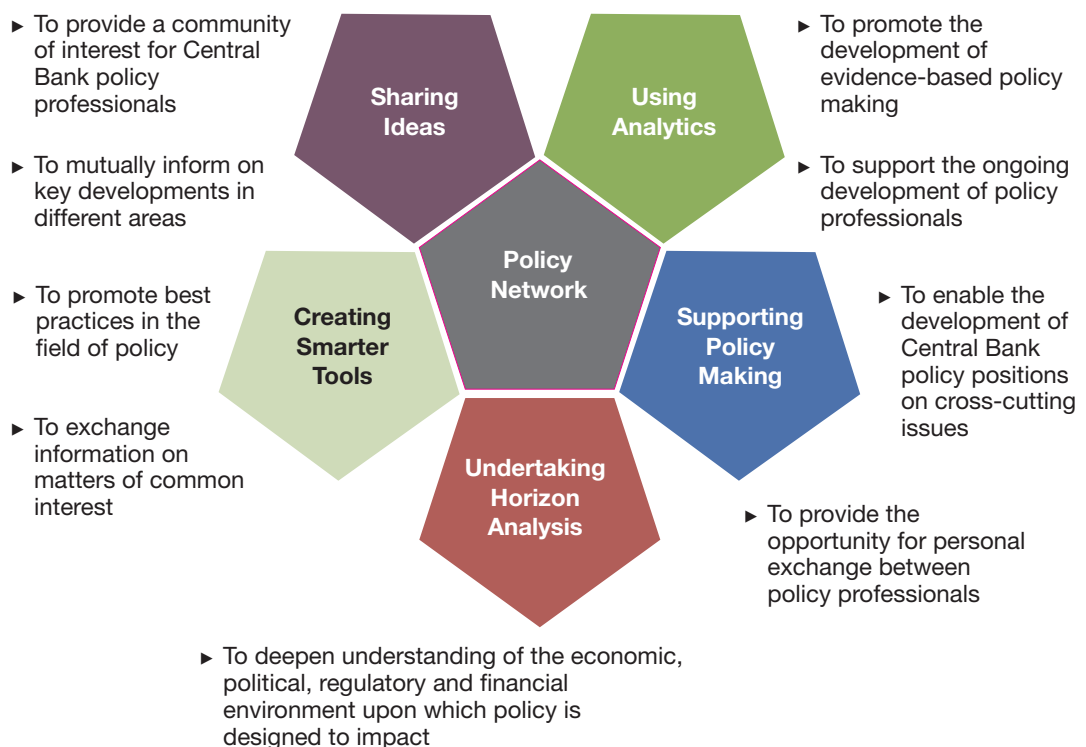 ► To provide a community
of interest for Central
Bank policy
professionals
► To mutually inform on
key developments in
different areas
► To promote best
practices in the
field of policy
► To exchange
information on
matters of common
interest
Sharing
Ideas
Using
Analytics
Policy
Network
Creating
Smarter
Tools
Supporting
Policy
Making
Undertaking
Horizon
Analysis
► To promote the
development of
evidence-based policy
making
► To support the ongoing
development of policy
professionals
► To enable the
development of
Central Bank
policy positions
on cross-cutting
issues
► To provide the
opportunity for personal
exchange between
policy professionals
► To deepen understanding of the economic,
political, regulatory and financial
environment upon which policy is
designed to impact